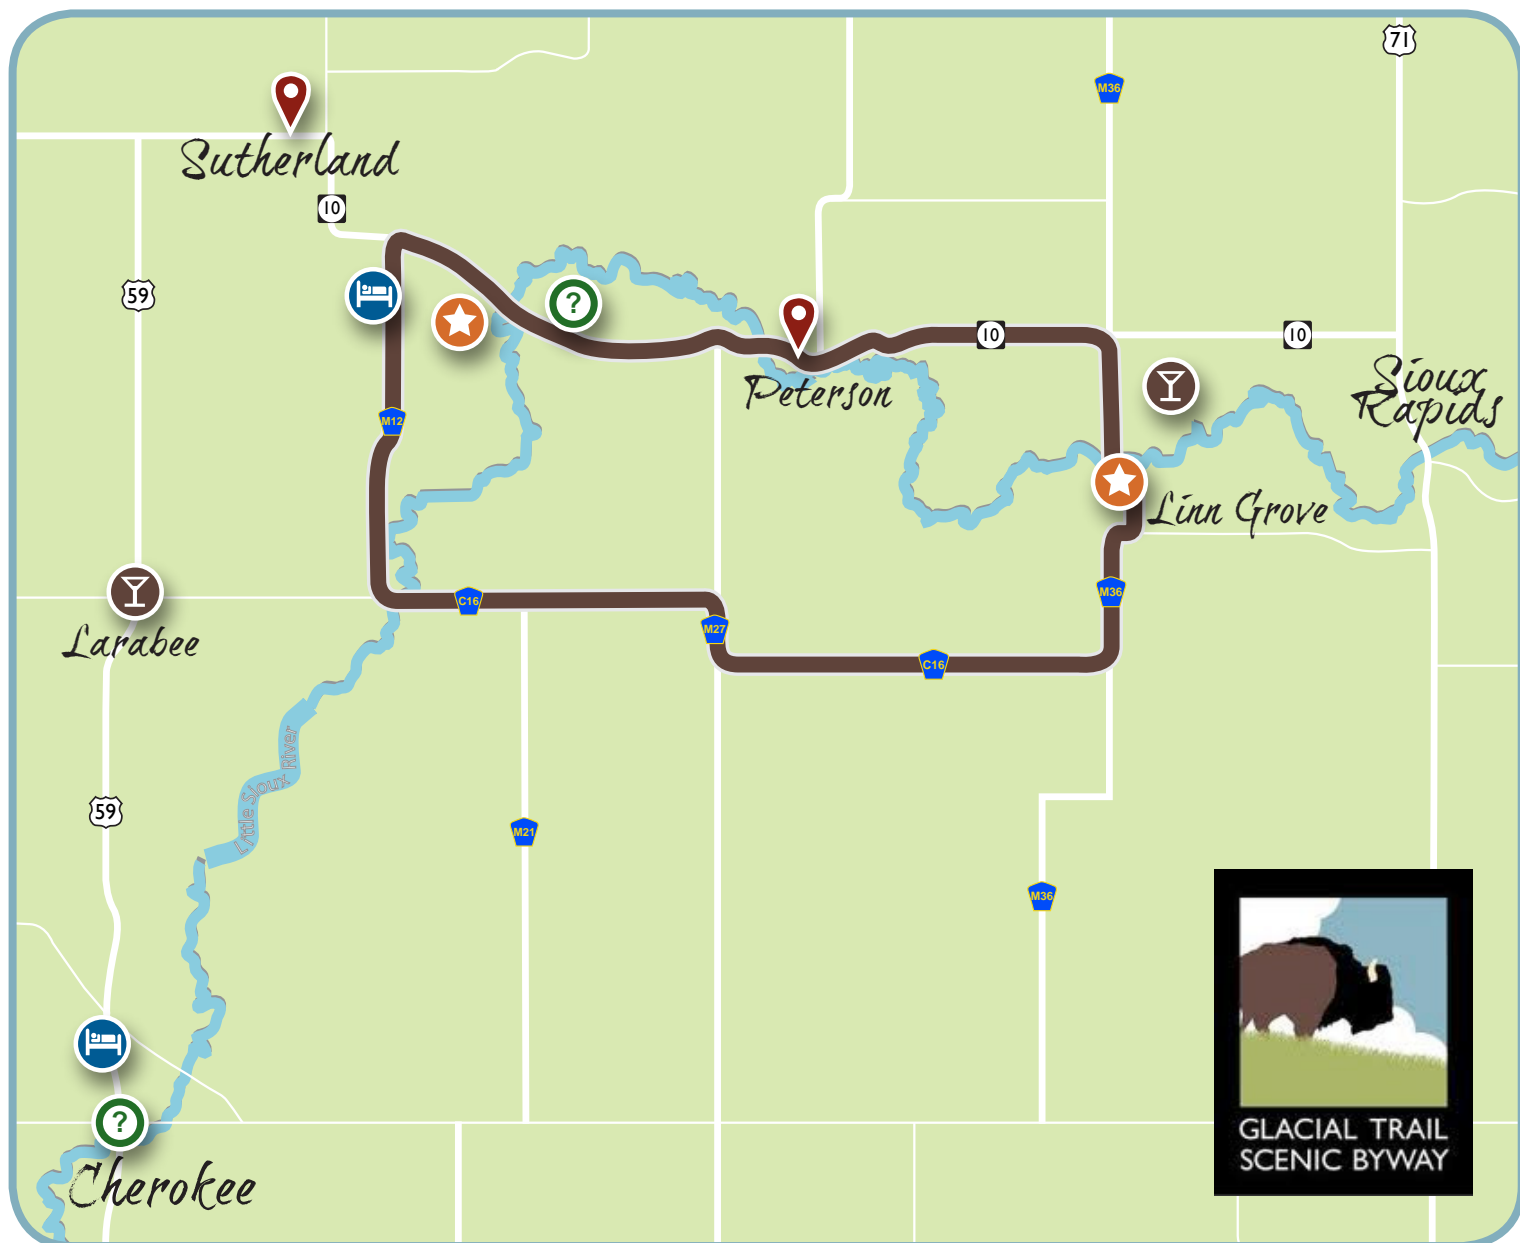 71
M36
Sutherland
10
59
10
10
Sioux
Rapids
Peterson
M12
Linn Grove
C16
M36
M27
Larabee
C16
Little Sioux River
59
M21
M36
?
?
Cherokee
GLACIAL TRAIL
SCENIC BYWAY